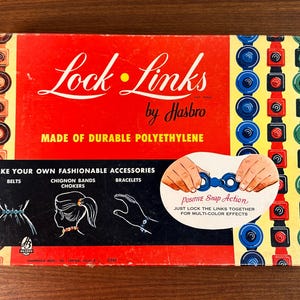 Lock • Links
by Hasbro
MADE OF DURABLE POLYETHYLENE
KE YOUR OWN FASHIONABLE ACCESSORIES
BELTS
CHIGNON BANDS
CHOKERS
BRACELETS
Positive Snap Action,
JUST LOCK THE LINKS TOGETHER
FOR MULTI-COLOR EFFECTS